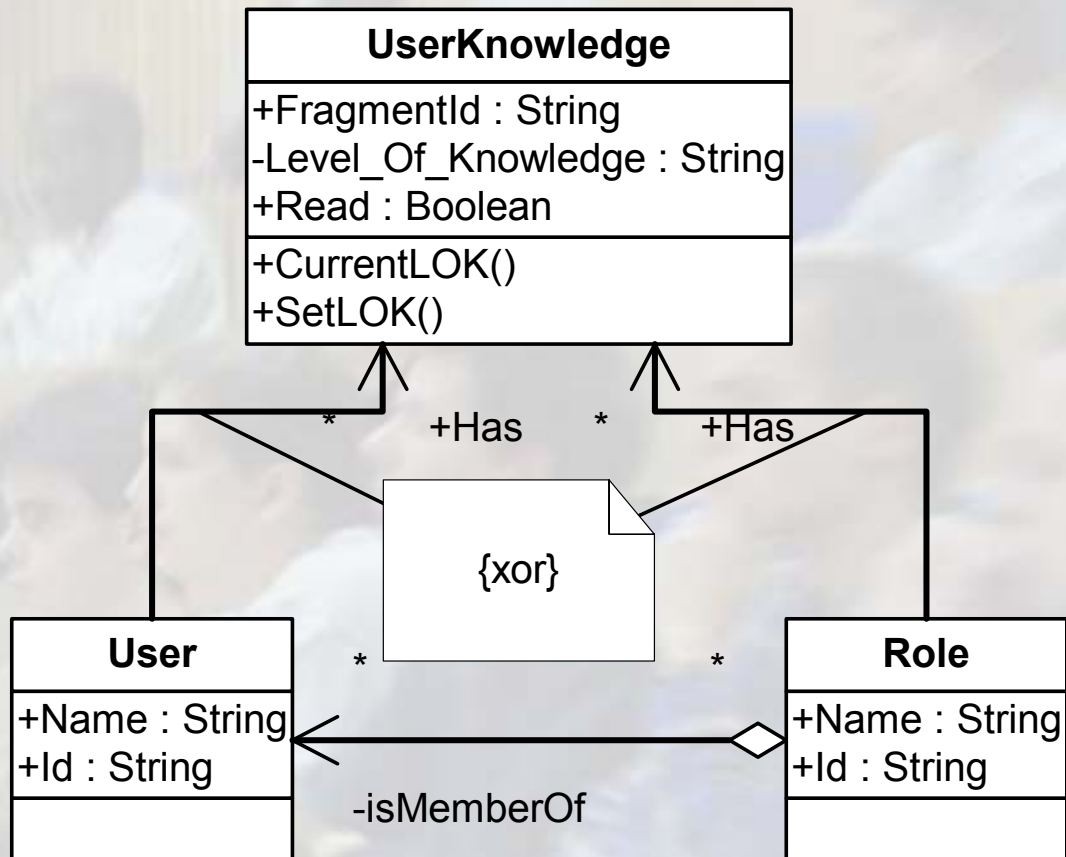 UserKnowledge
+FragmentId : String
-Level_Of_Knowledge : String
+Read : Boolean
+CurrentLOK()
+SetLOK()
* +Has * +Has
{xor}
User
+Name : String
+Id : String
* *
-isMemberOf
Role
+Name : String
+Id : String